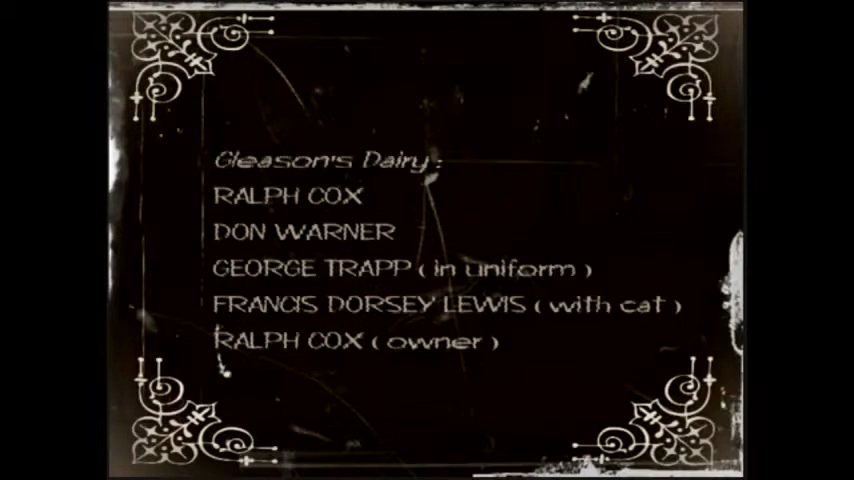 Gleason's Dairy:
RALPH COX
DON WARNER
GEORGE TRAPP ( in uniform )
FRANCIS DORSEY LEWIS ( with cat )
RALPH COX ( owner )